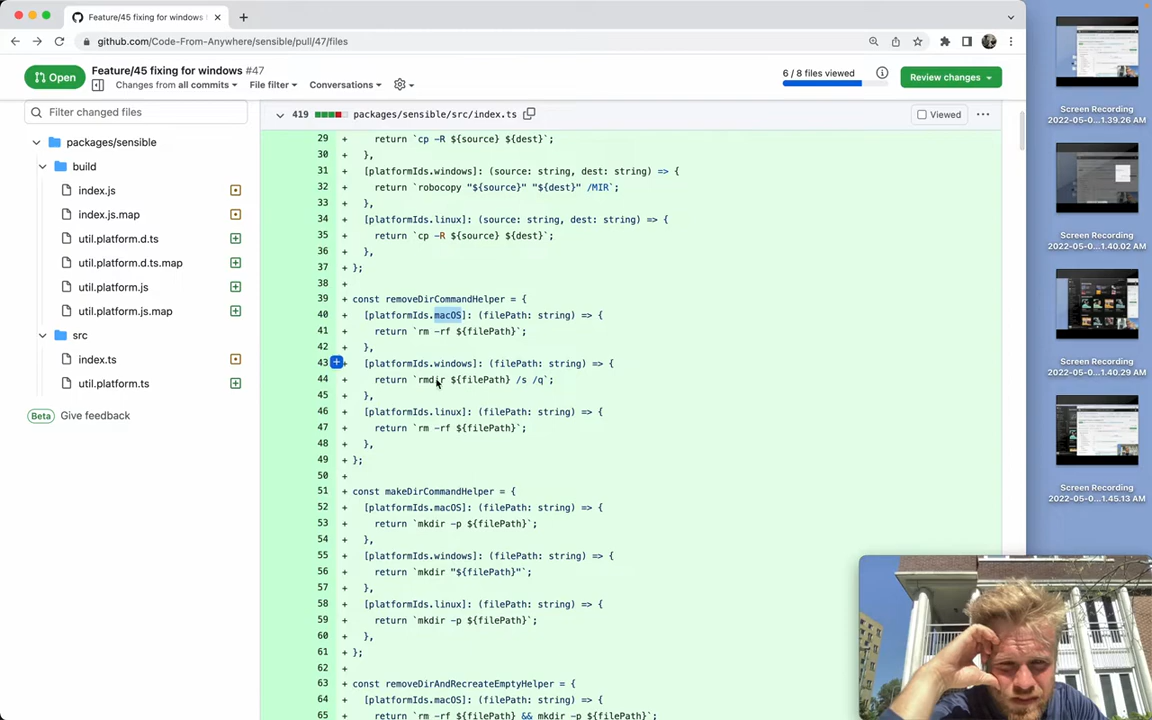 Feature/45 fixing for windows
github.com/Code-From-Anywhere/sensible/pull/47/files
Open
Feature/45 fixing for windows #47
Changes from all commits
File filter
Conversations
6 / 8 files viewed
Review changes
Filter changed files
packages/sensible
build
index.js
index.js.map
util.platform.d.ts
util.platform.d.ts.map
util.platform.js
util.platform.js.map
src
index.ts
util.platform.ts
Beta Give feedback
419 packages/sensible/src/index.ts
Viewed
29 + return `cp -R ${source} ${dest}`;
30 + },
31 + [platformIds.windows]: (source: string, dest: string) => {
32 + return `robocopy "${source}" "${dest}" /MIR`;
33 + },
34 + [platformIds.linux]: (source: string, dest: string) => {
35 + return `cp -R ${source} ${dest}`;
36 + },
37 + };
38 +
39 + const removeDirCommandHelper = {
40 + [platformIds.macOS]: (filePath: string) => {
41 + return `rm -rf ${filePath}`;
42 + },
43 + [platformIds.windows]: (filePath: string) => {
44 + return `rmdir ${filePath} /s /q`;
45 + },
46 + [platformIds.linux]: (filePath: string) => {
47 + return `rm -rf ${filePath}`;
48 + },
49 + };
50 +
51 + const makeDirCommandHelper = {
52 + [platformIds.macOS]: (filePath: string) => {
53 + return `mkdir -p ${filePath}`;
54 + },
55 + [platformIds.windows]: (filePath: string) => {
56 + return `mkdir "${filePath}"`;
57 + },
58 + [platformIds.linux]: (filePath: string) => {
59 + return `mkdir -p ${filePath}`;
60 + },
61 + };
62 +
63 + const removeDirAndRecreateEmptyHelper = {
64 + [platformIds.macOS]: (filePath: string) => {
65 + return `rm -rf ${filePath} && mkdir -p ${filePath}`;
Screen Recording
2022-05-0...1.39.26 AM
Screen Recording
2022-05-0...1.40.02 AM
Screen Recording
2022-05-0...1.40.29 AM
Screen Recording
2022-05-0...1.45.13 AM